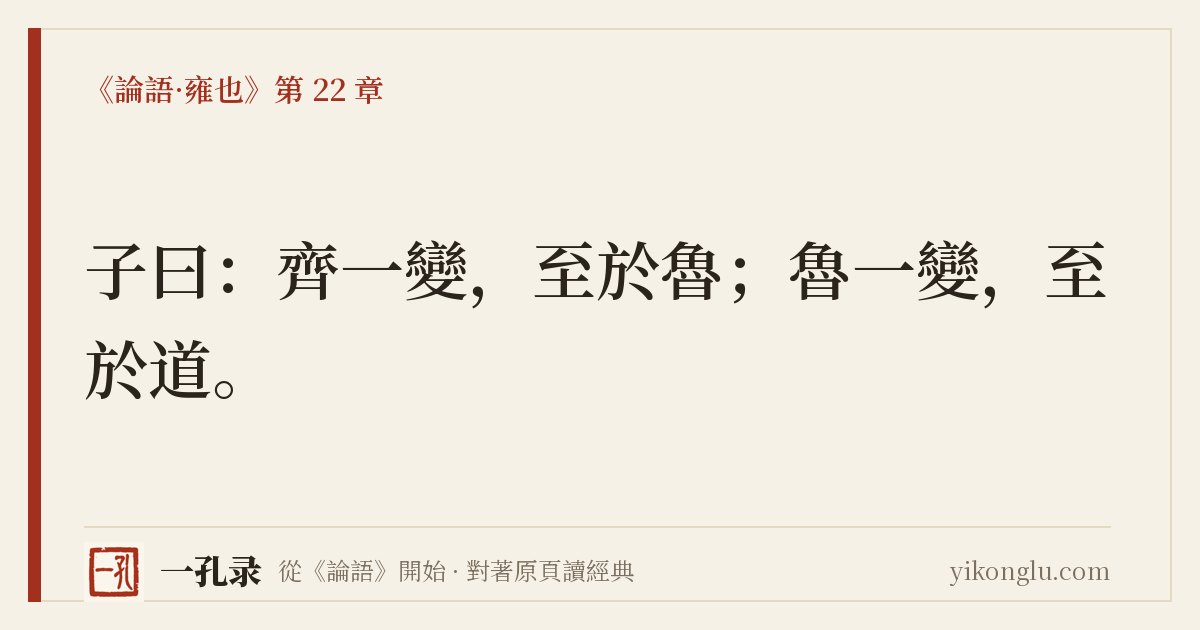 《論語·雍也》第 22 章
子曰：齊一變，至於魯；魯一變，至
於道。
一孔
一孔录 從《論語》開始 · 對著原頁讀經典 yikonglu.com